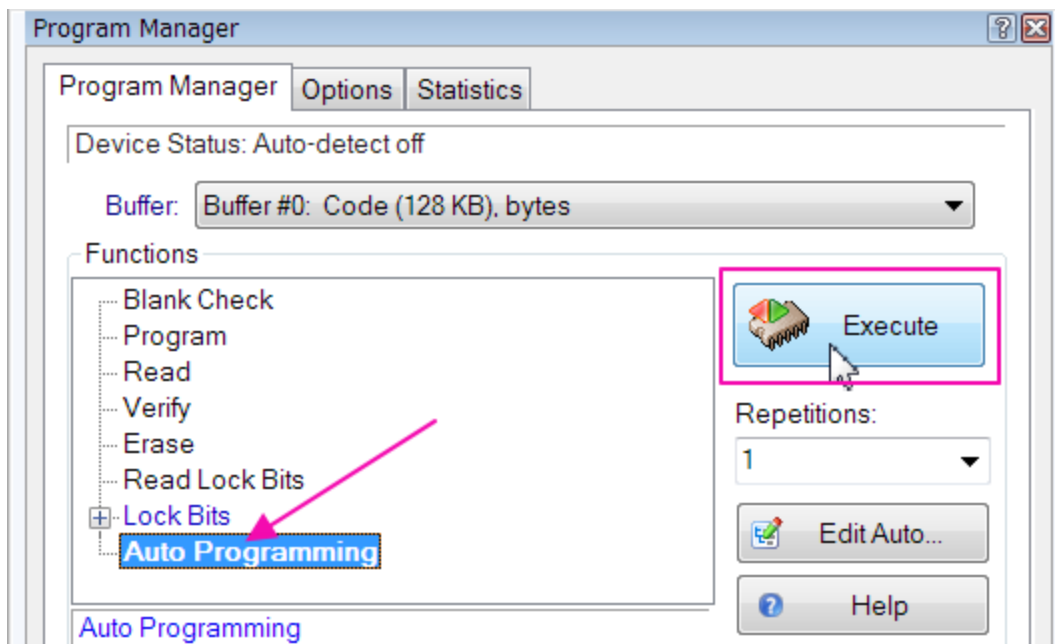 Program Manager
Program Manager Options Statistics
Device Status: Auto-detect off
Buffer: Buffer #0: Code (128 KB), bytes
Functions
Blank Check
Program
Read
Verify
Erase
Read Lock Bits
Lock Bits
Auto Programming
Execute
Repetitions:
1
Edit Auto...
Help
Auto Programming